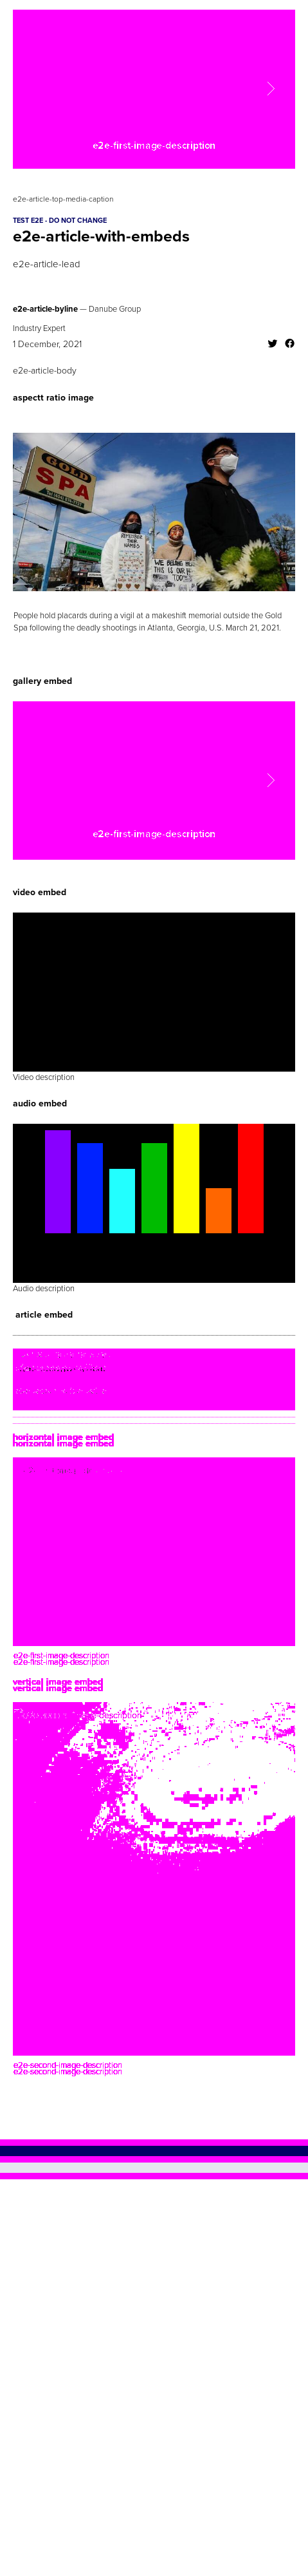 e2e-first-image-description
e2e-article-top-media-caption
TEST E2E - DO NOT CHANGE
e2e-article-with-embeds
e2e-article-lead
e2e-article-byline — Danube Group
Industry Expert
1 December, 2021
e2e-article-body
aspectt ratio image
GOLD
SPA
WE BELONG HERE
THIS IS OUR HOME
TOO
People hold placards during a vigil at a makeshift memorial outside the Gold
Spa following the deadly shootings in Atlanta, Georgia, U.S. March 21, 2021.
gallery embed
e2e-first-image-description
video embed
Video description
audio embed
Audio description
article embed
horizontal image embed
horizontal image embed
e2e-first-image-description
e2e-first-image-description
vertical image embed
vertical image embed
description
e2e-second-image-description
e2e-second-image-description